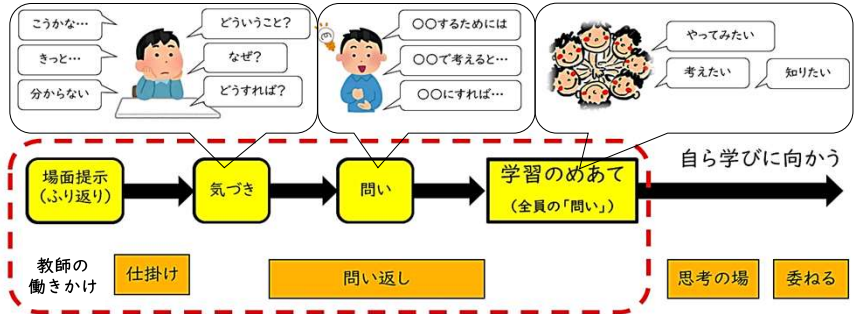 こうかな…
きっと…
分からない
どういうこと?
なぜ?
どうすれば?
〇〇するためには
〇〇で考えると…
〇〇にすれば…
やってみたい
考えたい
知りたい
場面提示
(ふり返り)
気づき
問い
学習のめあて
(全員の「問い」)
自ら学びに向かう
教師の
働きかけ
仕掛け
問い返し
思考の場
委ねる